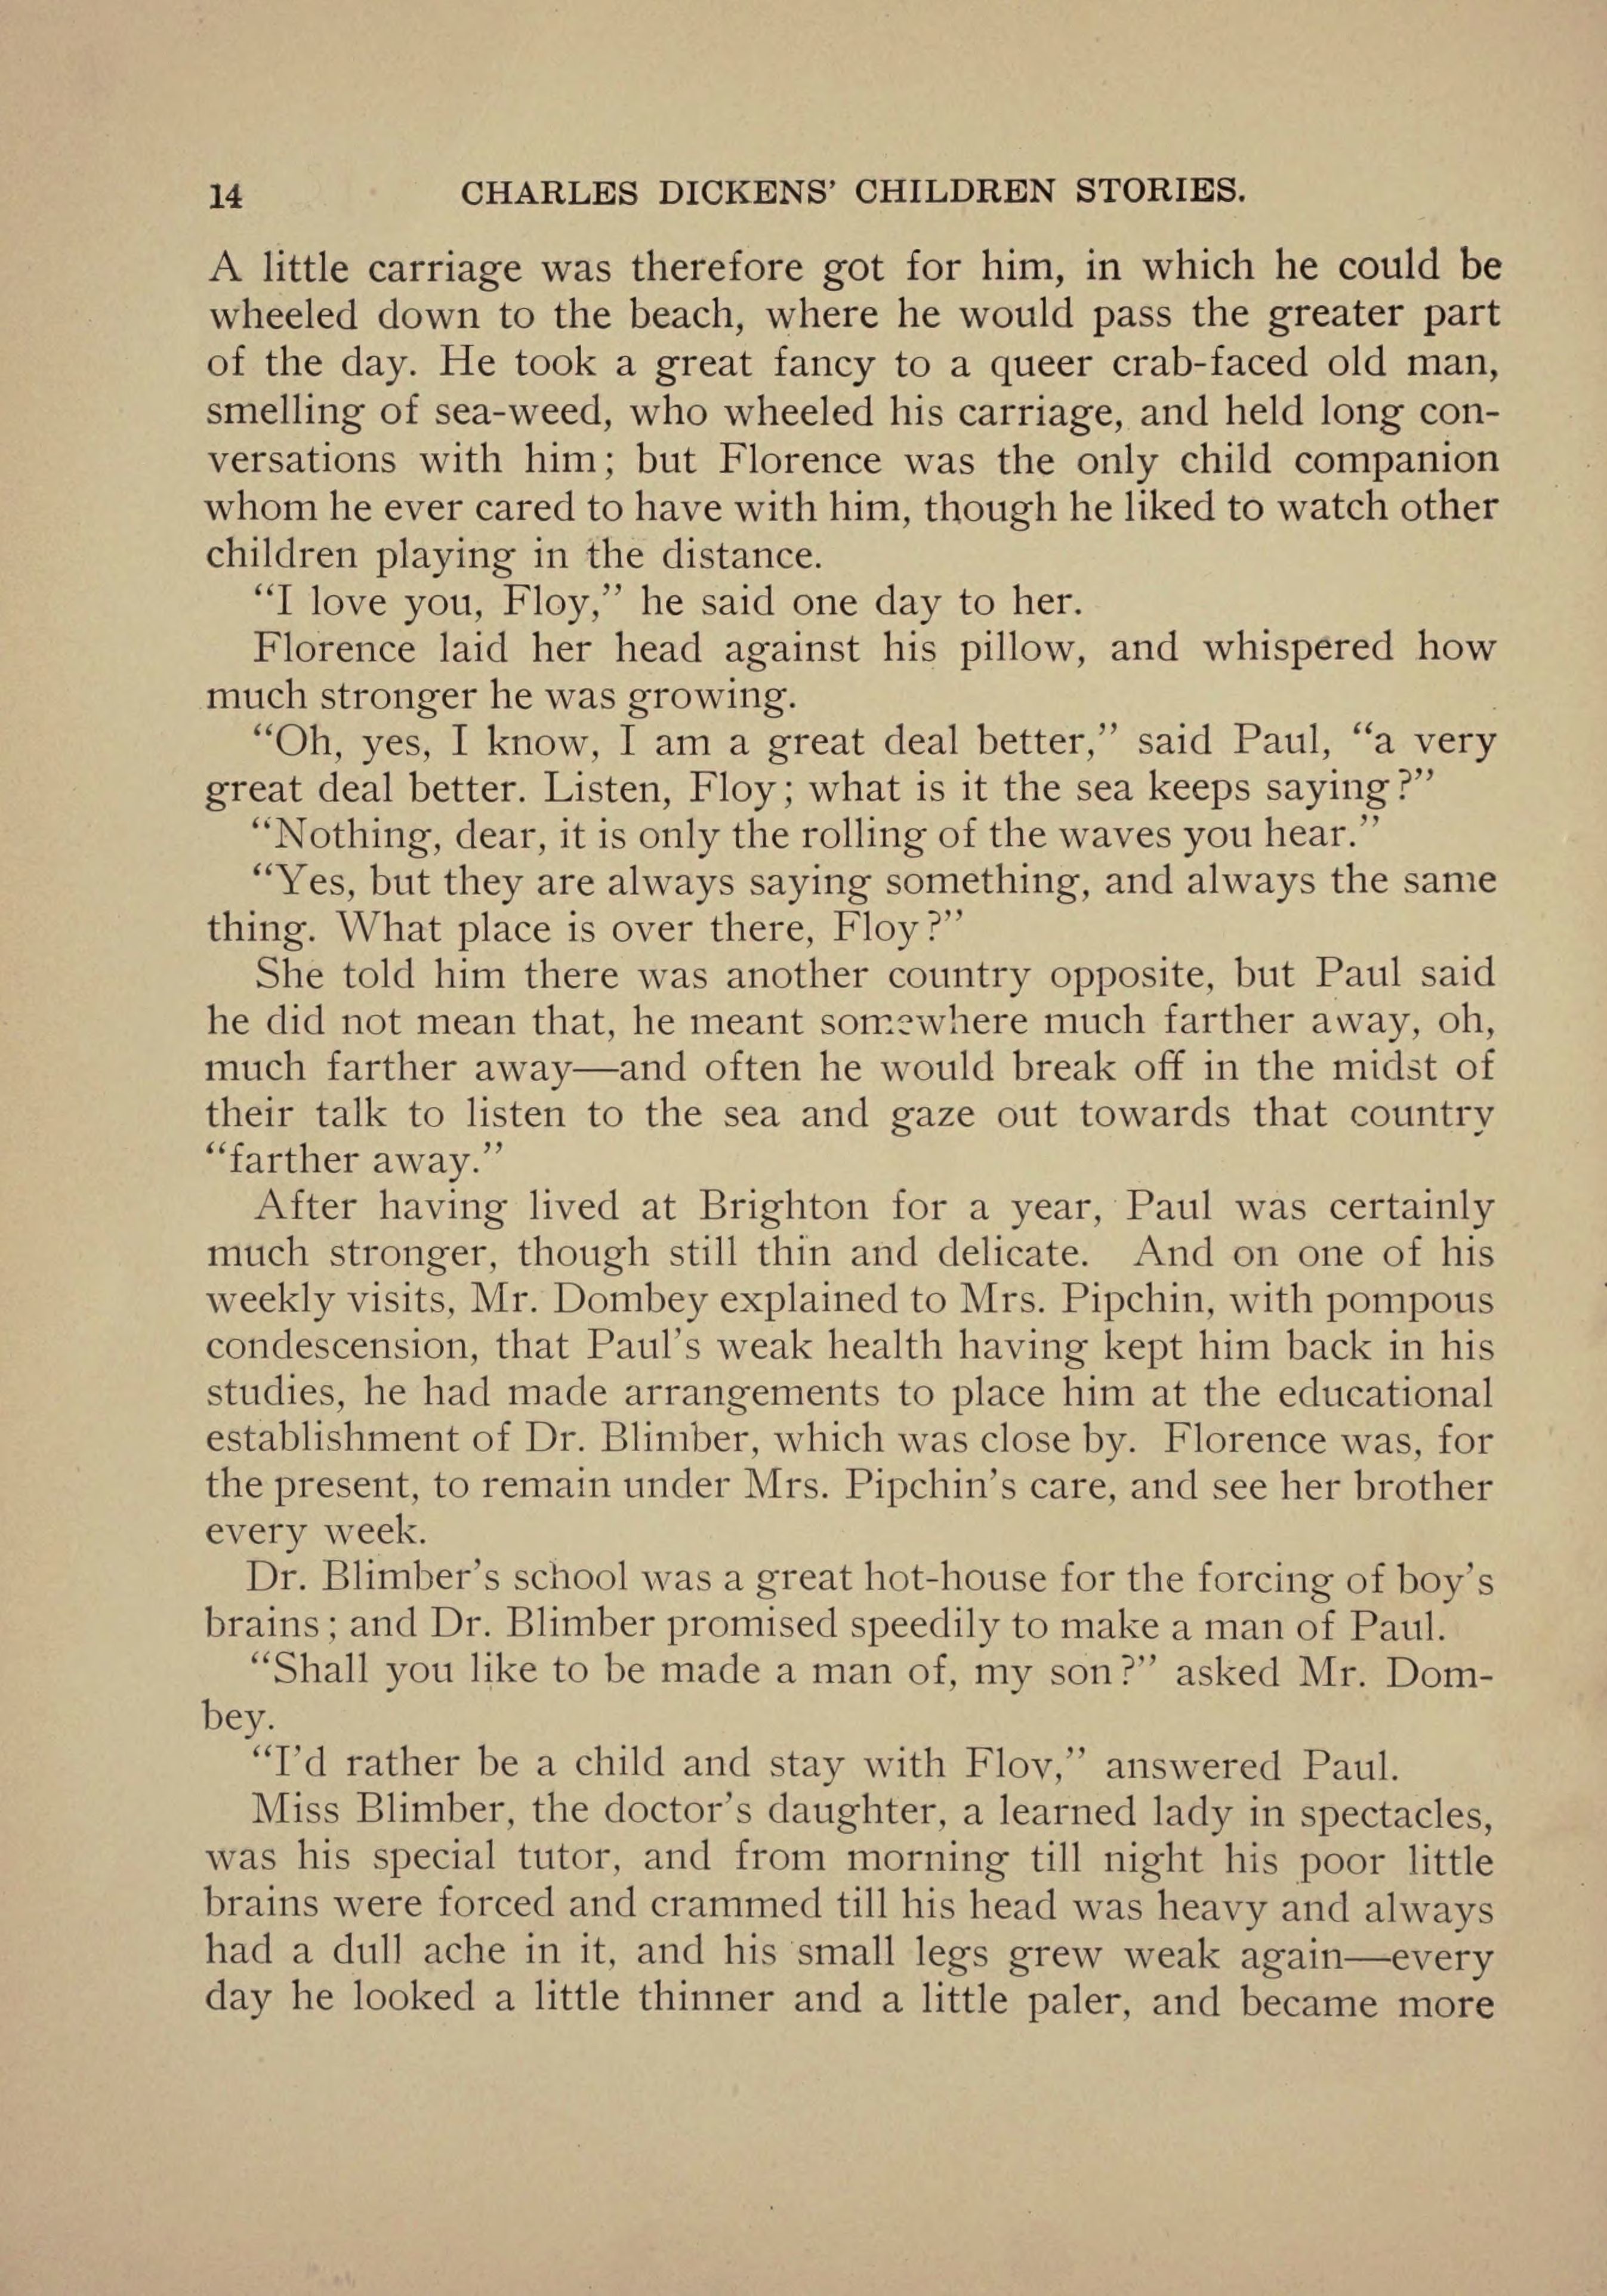 14 CHARLES DICKENS’ CHILDREN STORIES.
A little carriage was therefore got for him, in which he could be
wheeled down to the beach, where he would pass the greater part
of the day. He took a great fancy to a queer crab-faced old man,
smelling of sea-weed, who wheeled his carriage, and held long con-
versations with him; but Florence was the only child companion
whom he ever cared to have with him, though he liked to watch other
children playing in the distance.
“I love you, Floy,” he said one day to her.
Florence laid her head against his pillow, and whispered how
much stronger he was growing.
“Oh, yes, I know, I am a great deal better,” said Paul, “a very
great deal better. Listen, Floy; what is it the sea keeps saying?”
“Nothing, dear, it is only the rolling of the waves you hear.”
“Yes, but they are always saying something, and always the same
thing. What place is over there, Floy?”
She told him there was another country opposite, but Paul said
he did not mean that, he meant somewhere much farther away, oh,
much farther away—and often he would break off in the midst of
their talk to listen to the sea and gaze out towards that country
“farther away.”
After having lived at Brighton for a year, Paul was certainly
much stronger, though still thin and delicate. And on one of his
weekly visits, Mr. Dombey explained to Mrs. Pipchin, with pompous
condescension, that Paul’s weak health having kept him back in his
studies, he had made arrangements to place him at the educational
establishment of Dr. Blimber, which was close by. Florence was, for
the present, to remain under Mrs. Pipchin’s care, and see her brother
every week.
Dr. Blimber’s school was a great hot-house for the forcing of boy’s
brains; and Dr. Blimber promised speedily to make a man of Paul.
“Shall you like to be made a man of, my son?” asked Mr. Dom-
bey.
“I’d rather be a child and stay with Floy,” answered Paul.
Miss Blimber, the doctor’s daughter, a learned lady in spectacles,
was his special tutor, and from morning till night his poor little
brains were forced and crammed till his head was heavy and always
had a dull ache in it, and his small legs grew weak again—every
day he looked a little thinner and a little paler, and became more